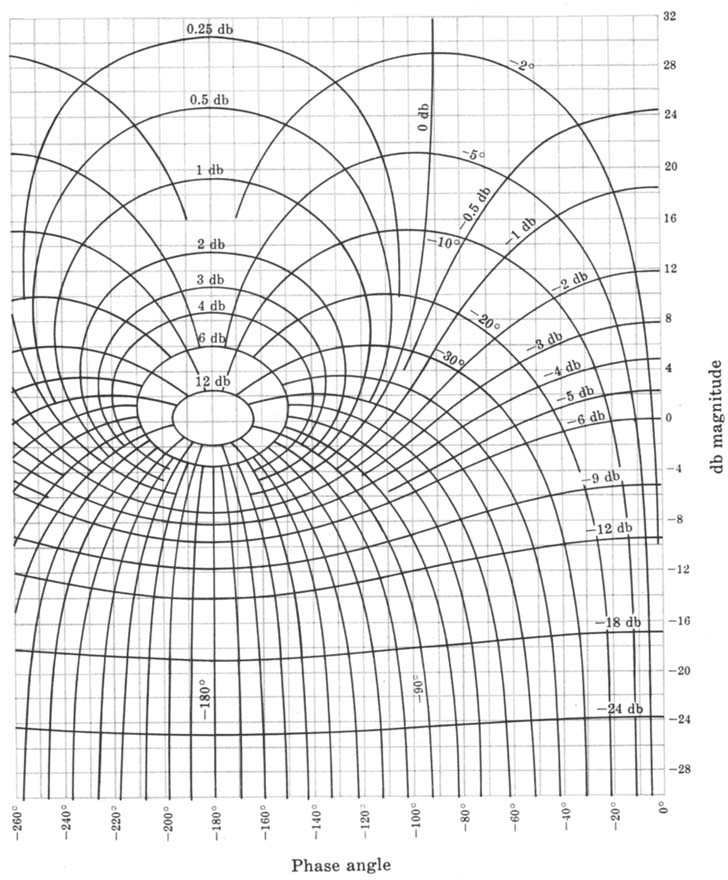 0.25 db
32
28
−2°
0.5 db
0 db
24
−5°
1 db
20
−0.5 db
16
−10°
−1 db
2 db
12
3 db
−2 db
4 db
8
−20°
6 db
−3 db
−30°
4
12 db
−4 db
−5 db
0
−6 db
−4
−9 db
−8
−12 db
−12
−16
−18 db
−180°
−90°
−20
−24 db
−24
−28
db magnitude
−260°
−240°
−220°
−200°
−180°
−160°
−140°
−120°
−100°
−80°
−60°
−40°
−20°
0°
Phase angle